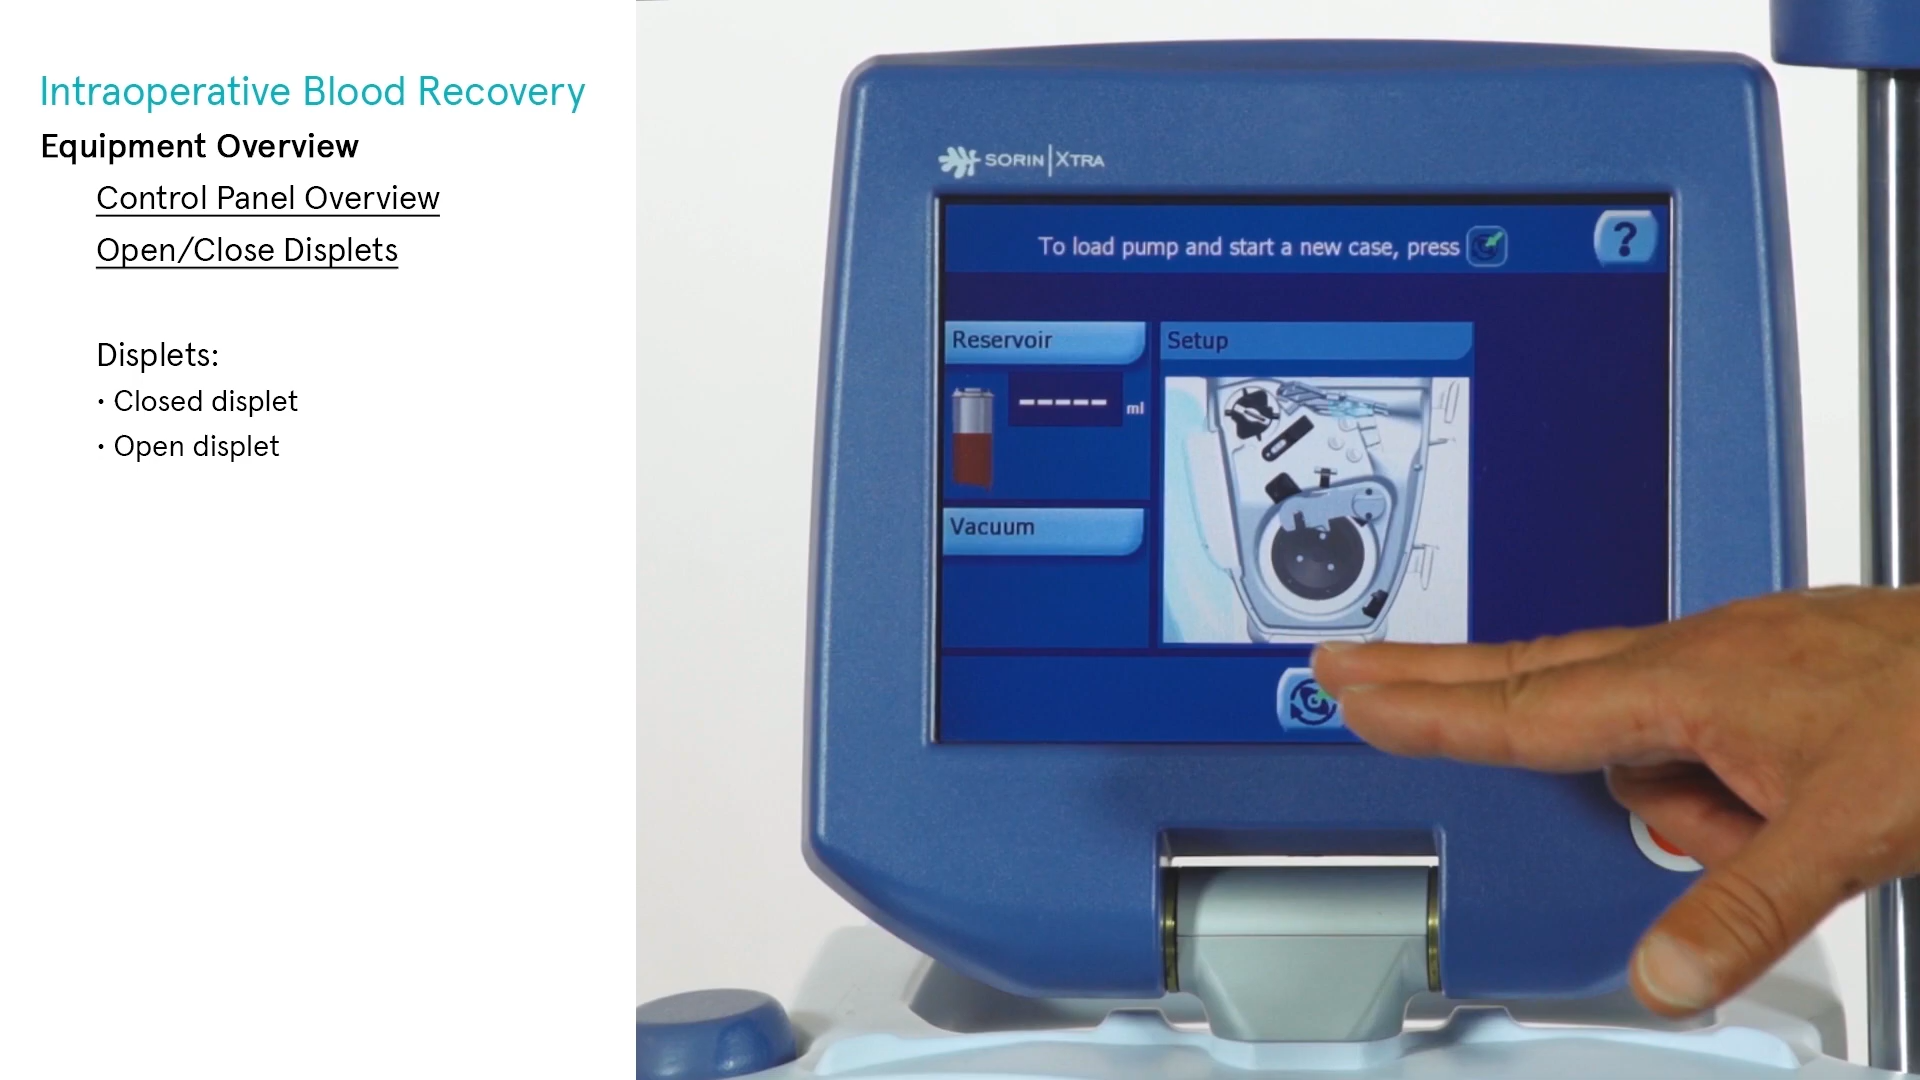 Intraoperative Blood Recovery
Equipment Overview
Control Panel Overview
Open/Close Displets
Displets:
• Closed displet
• Open displet
SORIN | XTRA
To load pump and start a new case, press
?
Reservoir
Setup
----- ml
Vacuum